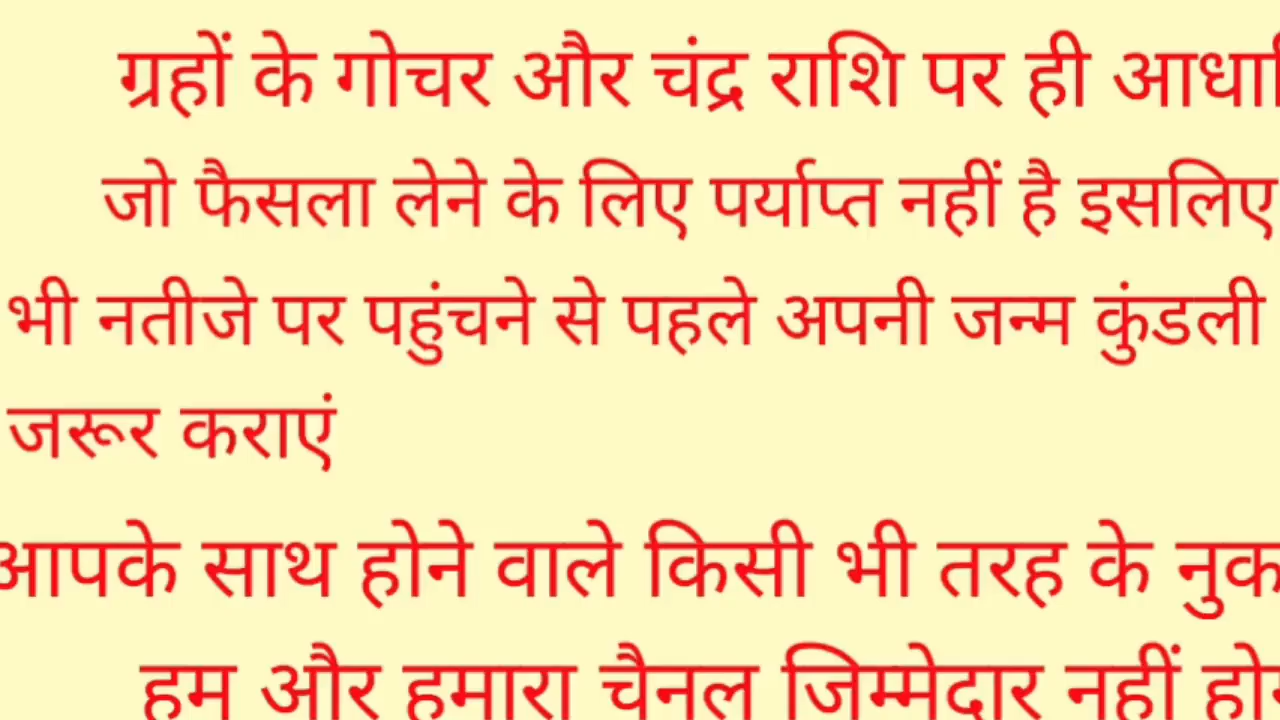 ग्रहों के गोचर और चंद्र राशि पर ही
जो फैसला लेने के लिए पर्याप्त नहीं है इसलिए
भी नतीजे पर पहुंचने से पहले अपनी जन्म कुंडली
जरूर कराएं
आपके साथ होने वाले किसी भी तरह के
हम और हमारा चैनल जिम्मेदार नहीं